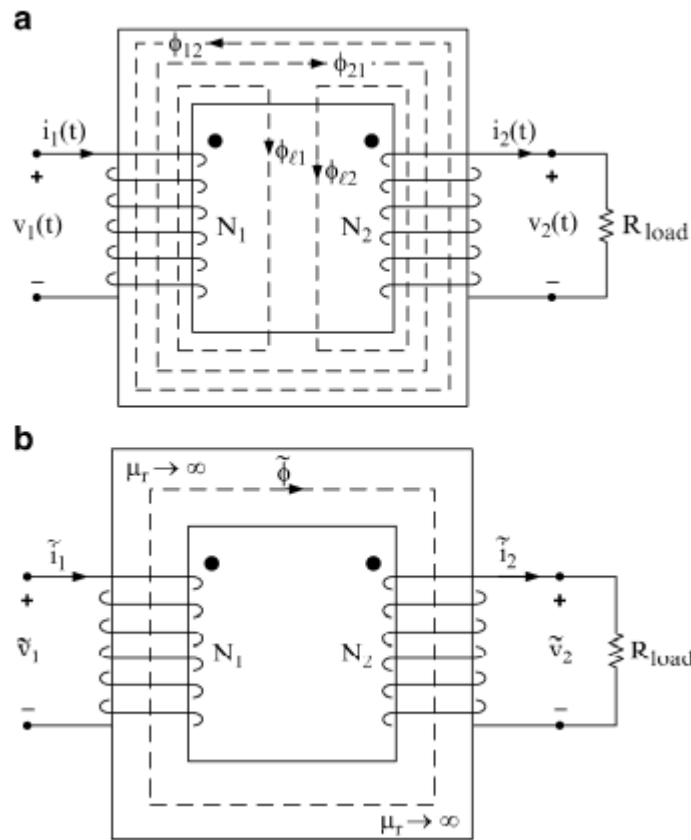 a
ϕ12
ϕ21
i1(t)
i2(t)
ϕℓ1
ϕℓ2
+
+
v1(t)
N1
N2
v2(t)
Rload
−
−
b
μr → ∞
ϕ̃
ĩ1
ĩ2
+
+
ṽ1
N1
N2
ṽ2
Rload
−
−
μr → ∞